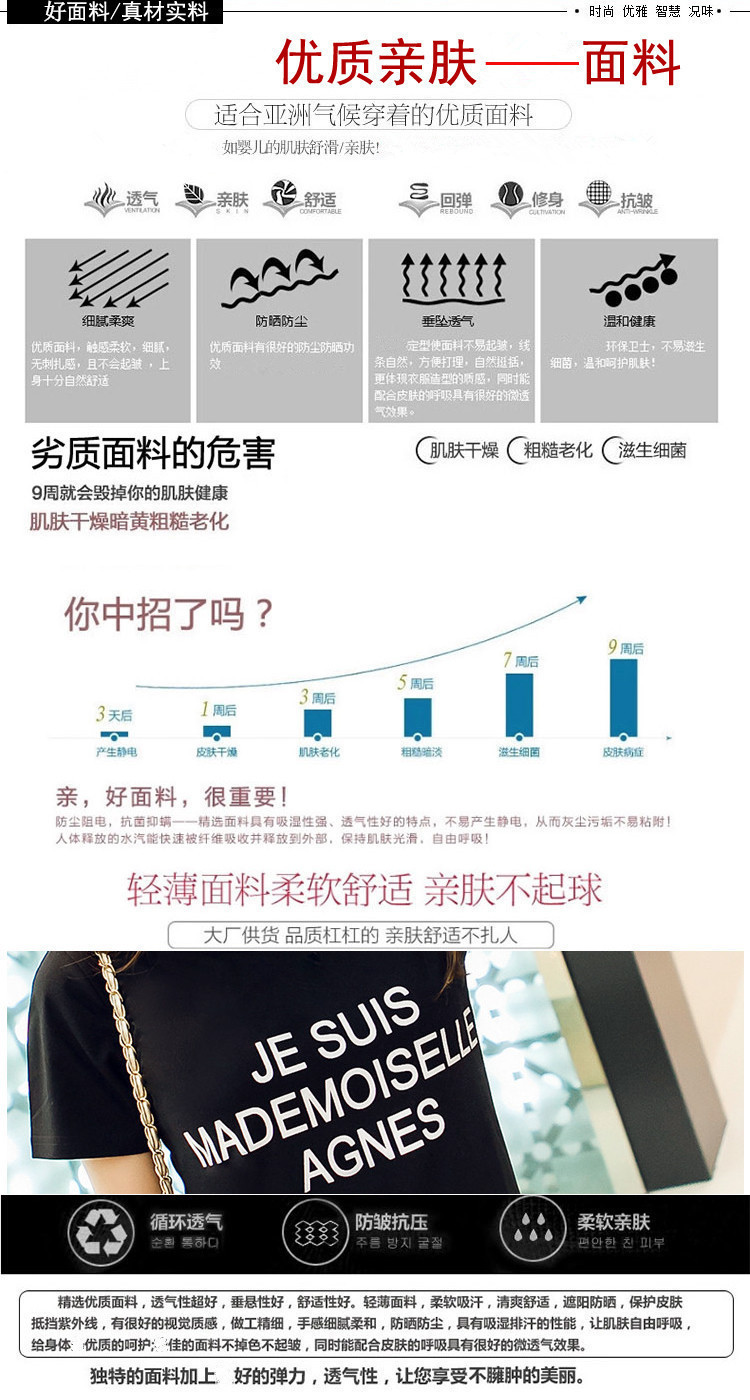 好面料/真材实料
时尚 优雅 智慧 况味
优质亲肤——面料
适合亚洲气候穿着的优质面料
如婴儿的肌肤舒滑/亲肤!
透气 亲肤 舒适 回弹 修身 抗皱
VENTILATION SKIN COMFORTABLE REBOUND CULTIVATION ANTI-WRINKLE
细腻柔爽
优质面料，触感柔软，细腻，
无刺扎感，且不会起皱，上
身十分自然舒适
防晒防尘
优质面料有很好的防尘防晒功
效
垂坠透气
定型使面料不易起皱，线
条自然，方便打理，自然挺括，
更体现衣服造型的质感，同时能
配合皮肤的呼吸具有很好的微透
气效果。
温和健康
环保卫士，不易滋生
细菌，温和呵护肌肤！
劣质面料的危害
肌肤干燥 粗糙老化 滋生细菌
9周就会毁掉你的肌肤健康
肌肤干燥暗黄粗糙老化
你中招了吗？
3天后 1周后 3周后 5周后 7周后 9周后
产生静电 皮肤干燥 肌肤老化 粗糙暗淡 滋生细菌 皮肤病症
亲，好面料，很重要！
防尘阻电，抗菌抑螨——精选面料具有吸湿性强、透气性好的特点，不易产生静电，从而灰尘污垢不易粘附！
人体释放的水汽能快速被纤维吸收并释放到外部，保持肌肤光滑，自由呼吸！
轻薄面料柔软舒适 亲肤不起球
大厂供货 品质杠杠的 亲肤舒适不扎人
JE SUIS
MADEMOISELLE
AGNES
循环透气
순환 통하다
防皱抗压
주름 방지 굴절
柔软亲肤
편안한 친 피부
精选优质面料，透气性超好，垂悬性好，舒适性好。轻薄面料，柔软吸汗，清爽舒适，遮阳防晒，保护皮肤
抵挡紫外线，有很好的视觉质感，做工精细，手感细腻柔和，防晒防尘，具有吸湿排汗的性能，让肌肤自由呼吸，
给身体 优质的呵护; 佳的面料不掉色不起皱，同时能配合皮肤的呼吸具有很好的微透气效果。
独特的面料加上 好的弹力，透气性，让您享受不臃肿的美丽。